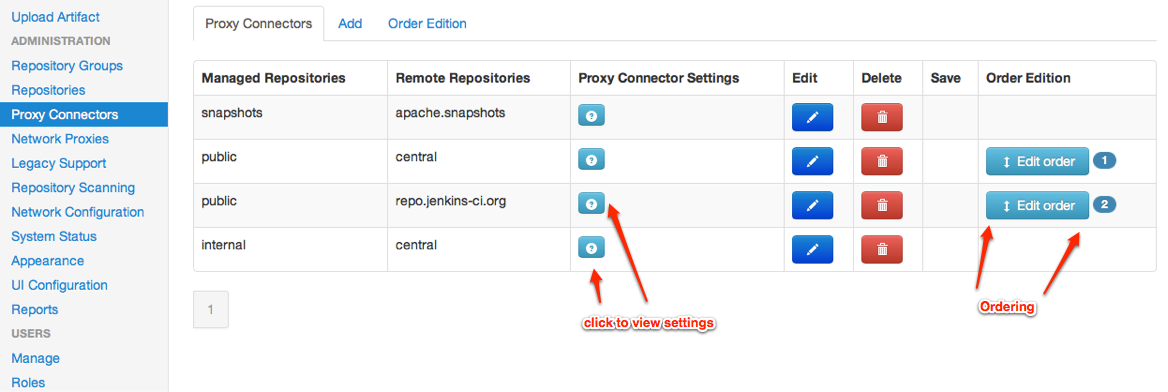 Upload Artifact
ADMINISTRATION
Repository Groups
Repositories
Proxy Connectors
Network Proxies
Legacy Support
Repository Scanning
Network Configuration
System Status
Appearance
UI Configuration
Reports
USERS
Manage
Roles
Proxy Connectors Add Order Edition
Managed Repositories Remote Repositories Proxy Connector Settings Edit Delete Save Order Edition
snapshots apache.snapshots ?
public central ? Edit order 1
public repo.jenkins-ci.org ? Edit order 2
internal central ?
1
click to view settings
Ordering